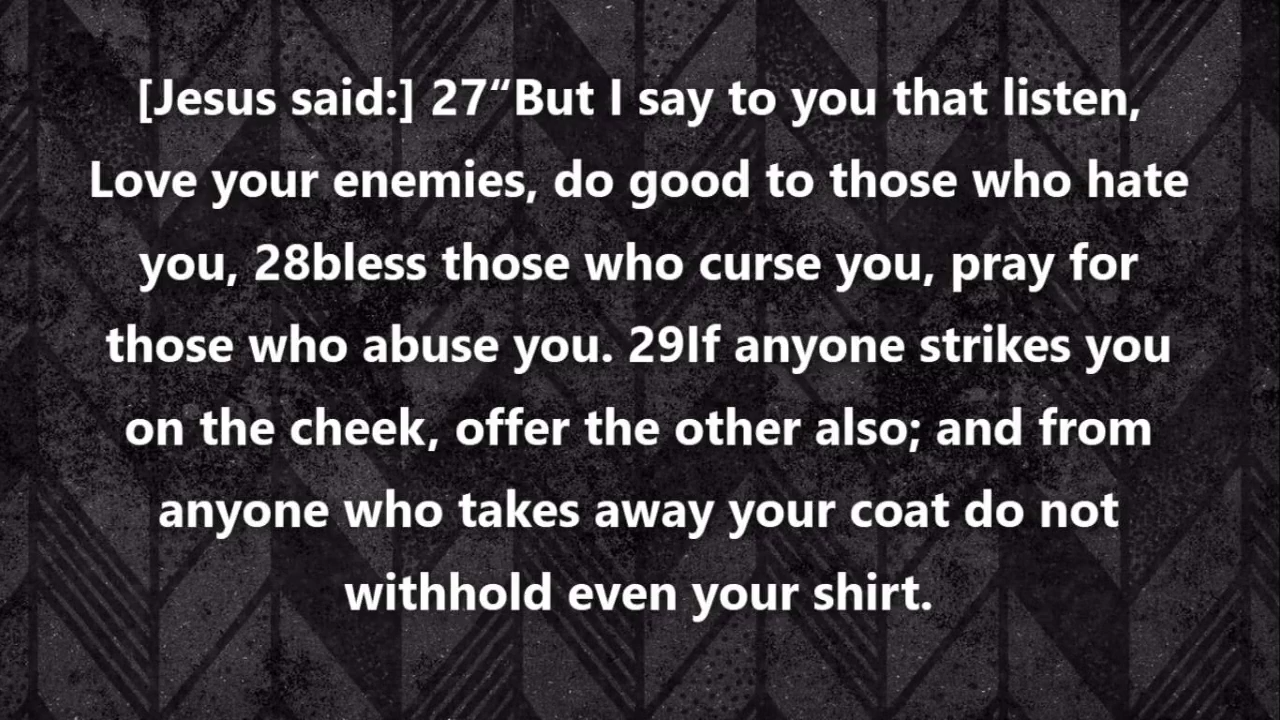 [Jesus said:] 27“But I say to you that listen,
Love your enemies, do good to those who hate
you, 28bless those who curse you, pray for
those who abuse you. 29If anyone strikes you
on the cheek, offer the other also; and from
anyone who takes away your coat do not
withhold even your shirt.